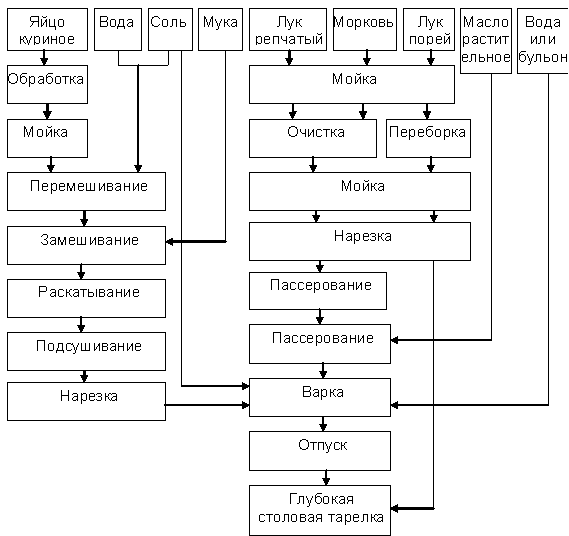 Яйцо
куриное
Вода
Соль
Мука
Лук
репчатый
Морковь
Лук
порей
Масло
растит
ельное
Вода
или
бульон
Обработка
Мойка
Мойка
Очистка
Переборка
Перемешивание
Мойка
Замешивание
Нарезка
Раскатывание
Пассерование
Подсушивание
Пассерование
Нарезка
Варка
Отпуск
Глубокая
столовая тарелка